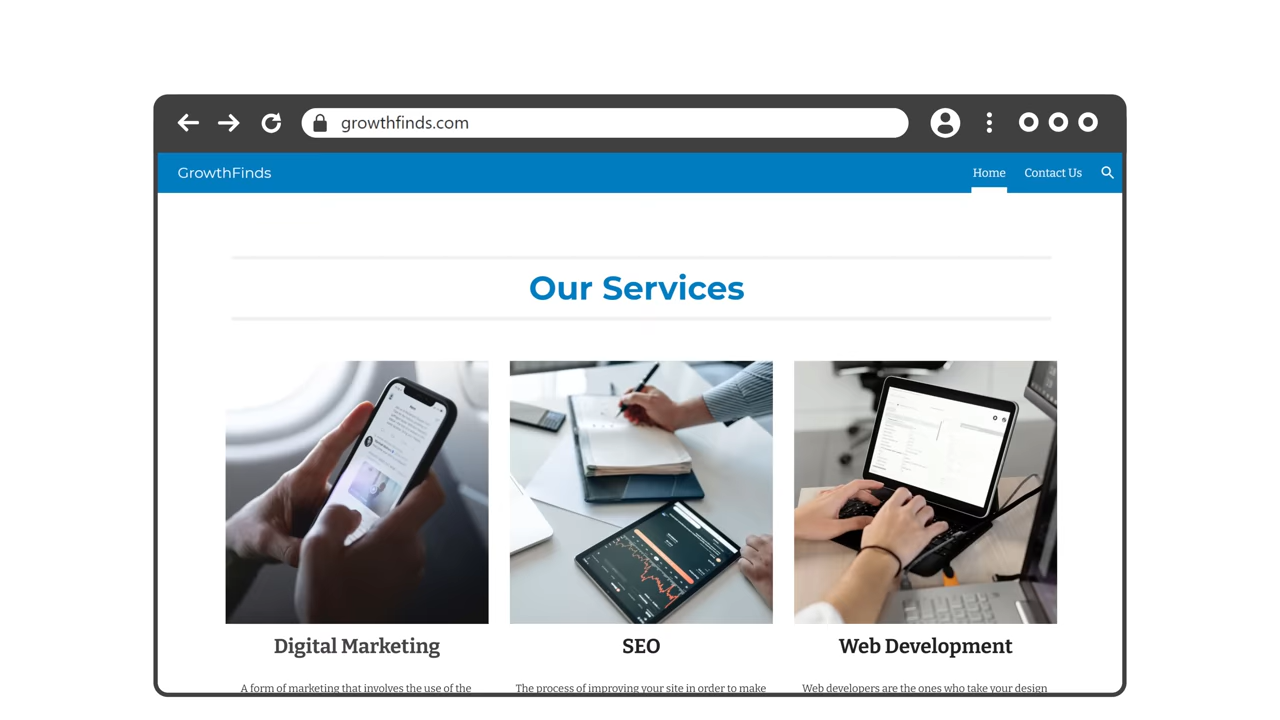 growthfinds.com
GrowthFinds
Home
Contact Us
Our Services
Digital Marketing
SEO
Web Development
A form of marketing that involves the use of the
The process of improving your site in order to make
Web developers are the ones who take your design